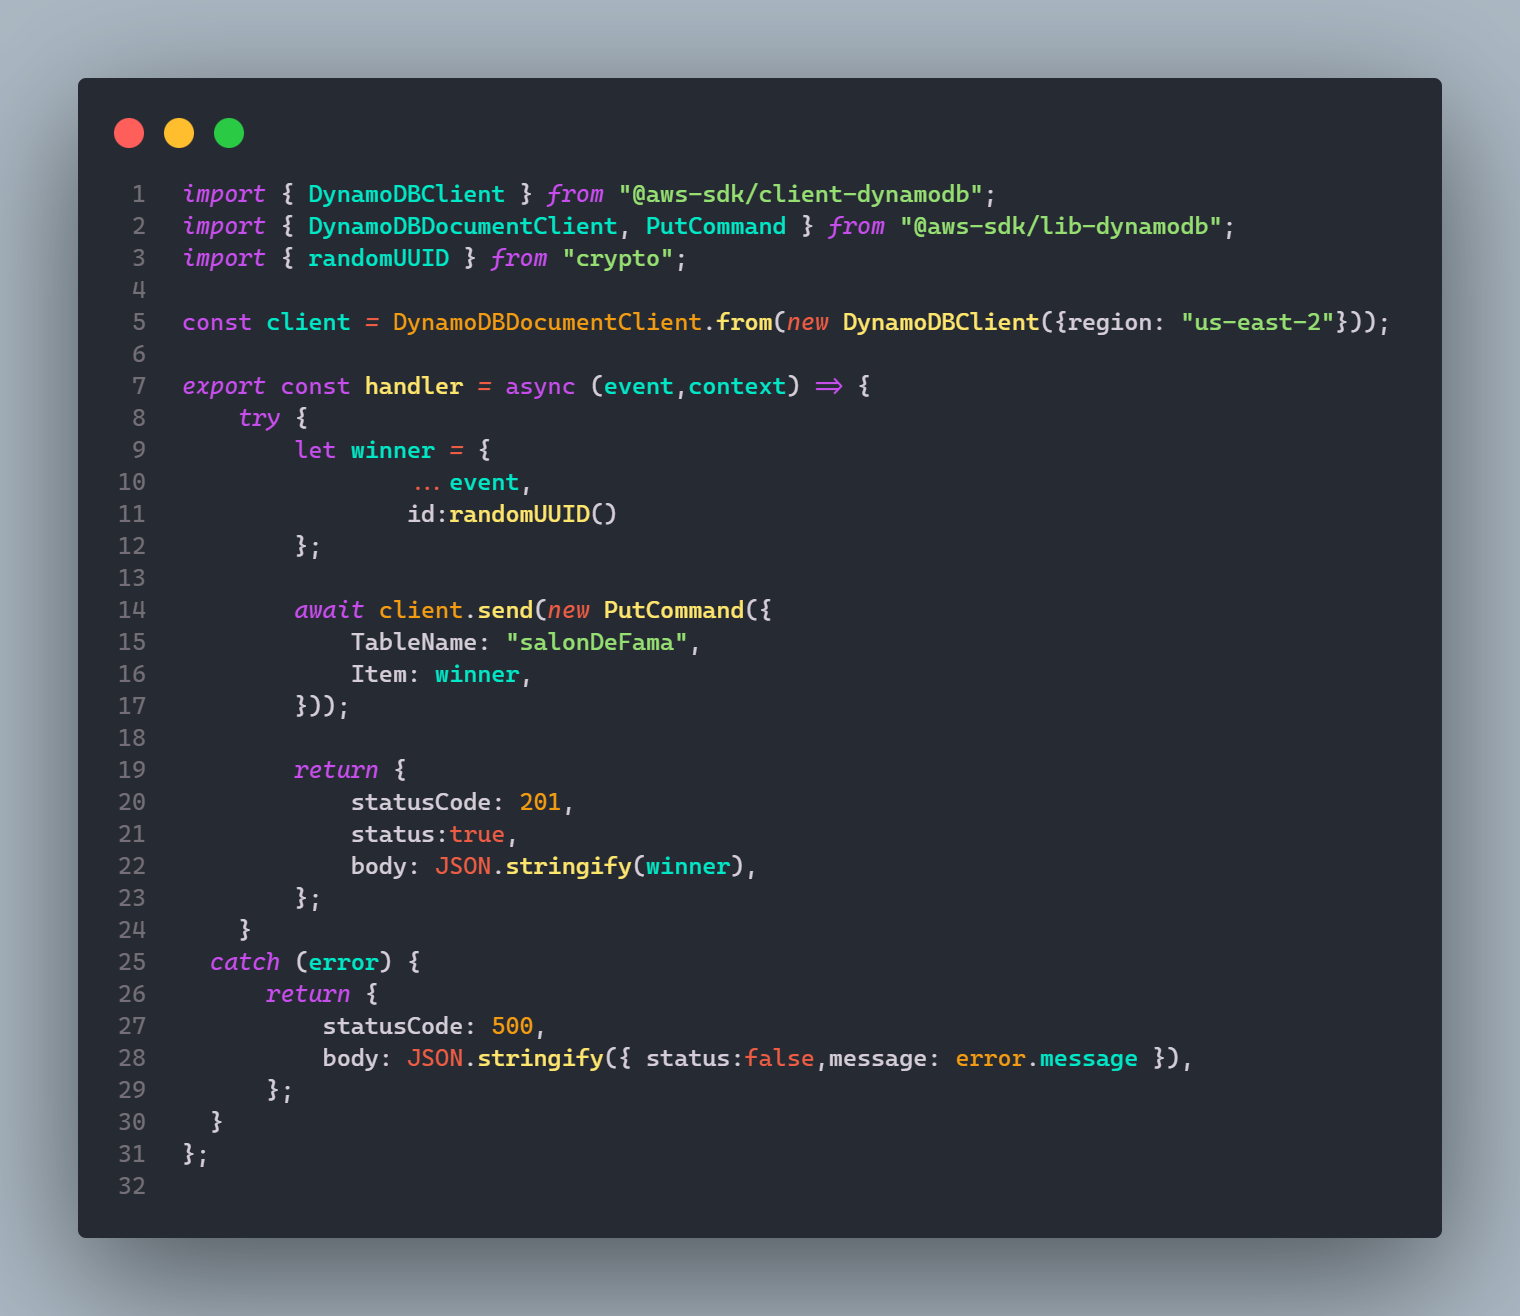 1 import { DynamoDBClient } from "@aws-sdk/client-dynamodb";
2 import { DynamoDBDocumentClient, PutCommand } from "@aws-sdk/lib-dynamodb";
3 import { randomUUID } from "crypto";
4
5 const client = DynamoDBDocumentClient.from(new DynamoDBClient({region: "us-east-2"}));
6
7 export const handler = async (event,context) => {
8     try {
9         let winner = {
10                 ...event,
11                 id:randomUUID()
12         };
13
14         await client.send(new PutCommand({
15             TableName: "salonDeFama",
16             Item: winner,
17         }));
18
19         return {
20             statusCode: 201,
21             status:true,
22             body: JSON.stringify(winner),
23         };
24     }
25   catch (error) {
26       return {
27           statusCode: 500,
28           body: JSON.stringify({ status:false,message: error.message }),
29       };
30   }
31 };
32